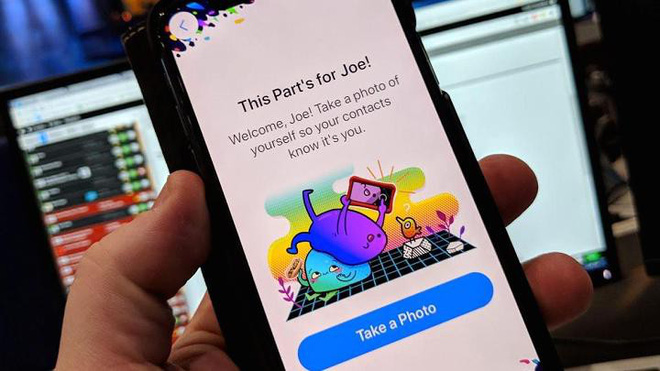 This Part's for Joe!
Welcome, Joe! Take a photo of
yourself so your contacts
know it's you.
Take a Photo